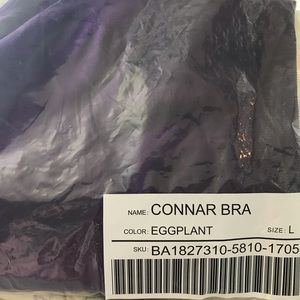 NAME: CONNAR BRA
COLOR: EGGPLANT SIZE: L
SKU: BA1827310-5810-1705